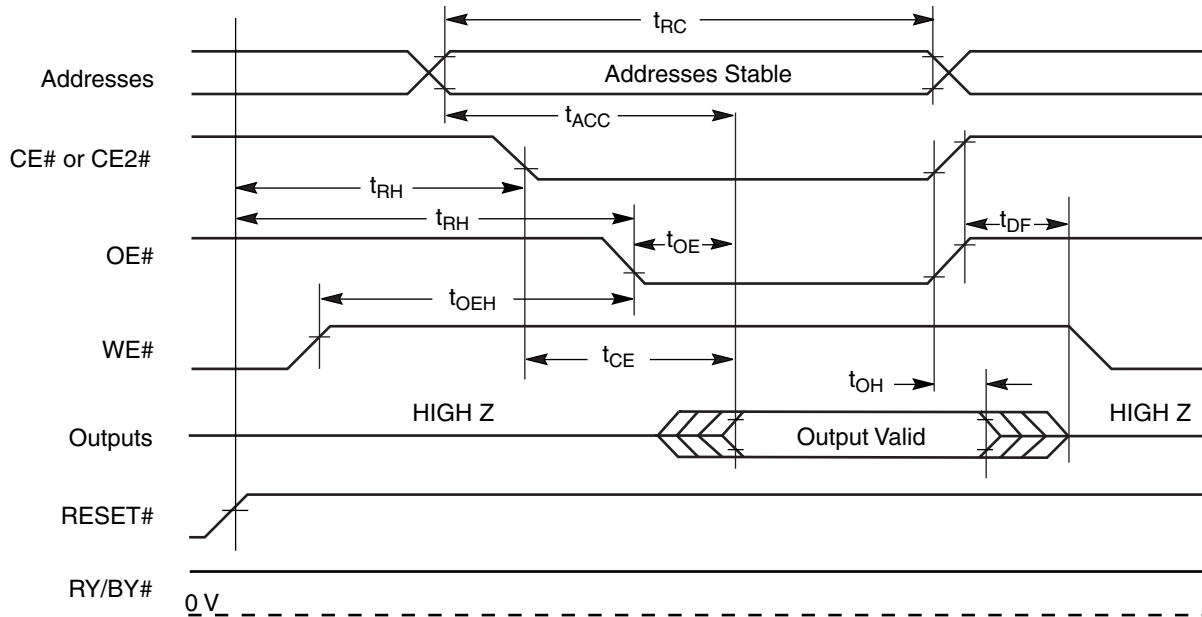 tRC
Addresses
Addresses Stable
tACC
CE# or CE2#
tRH
tRH
tOE
tDF
OE#
tOEH
WE#
tCE
tOH
HIGH Z
HIGH Z
Outputs
Output Valid
RESET#
RY/BY#
0 V